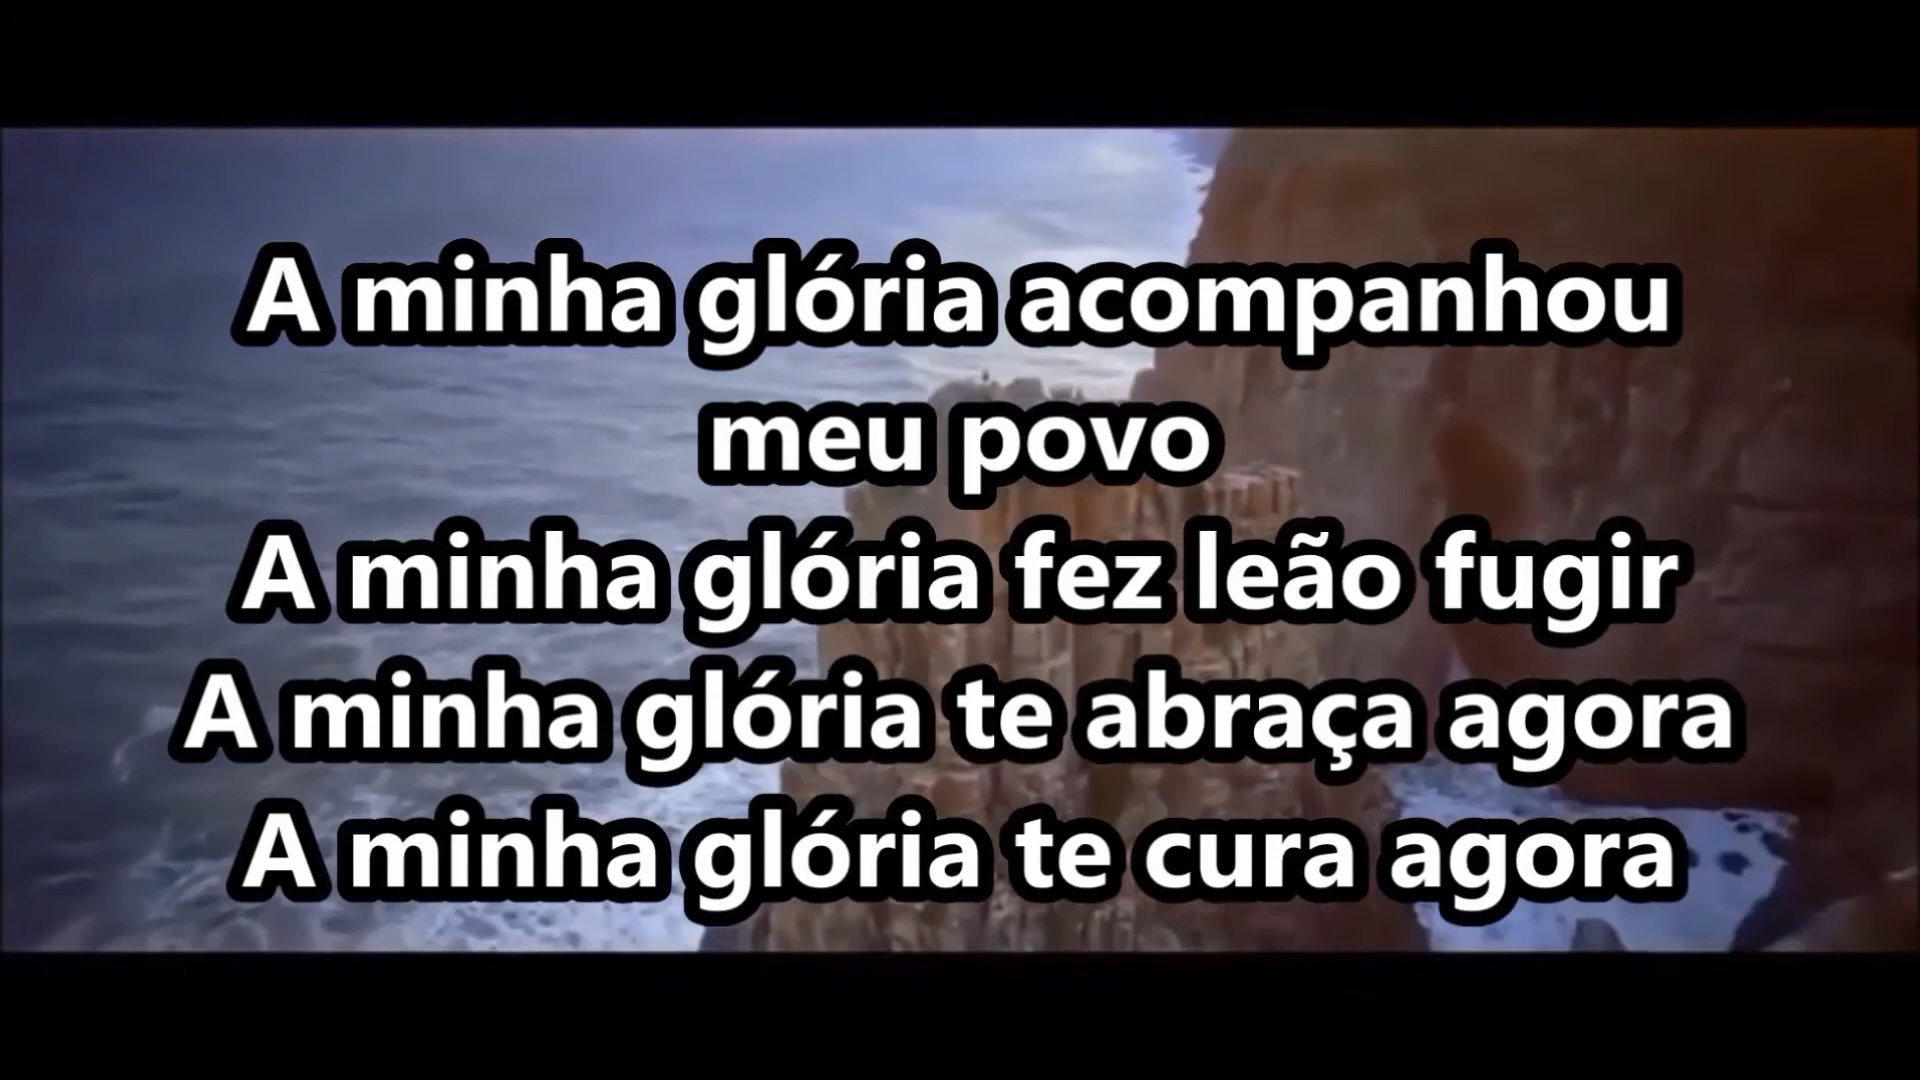 A minha glória acompanhou
meu povo
A minha glória fez leão fugir
A minha glória te abraça agora
A minha glória te cura agora